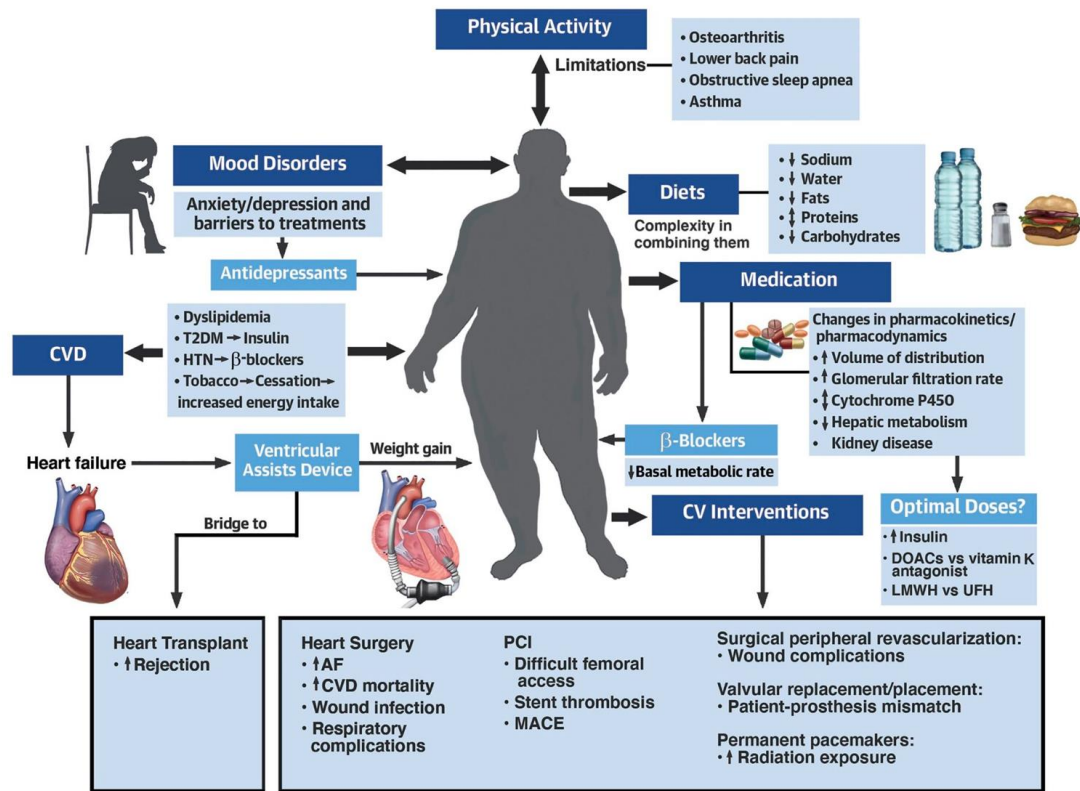 Physical Activity
Limitations
• Osteoarthritis
• Lower back pain
• Obstructive sleep apnea
• Asthma
Mood Disorders
Anxiety/depression and
barriers to treatments
Antidepressants
Diets
Complexity in
combining them
• ↓ Sodium
• ↓ Water
• ↓ Fats
• ↕ Proteins
• ↓ Carbohydrates
Medication
Changes in pharmacokinetics/
pharmacodynamics
• ↑ Volume of distribution
• ↑ Glomerular filtration rate
• ↕ Cytochrome P450
• ↓ Hepatic metabolism
• Kidney disease
CVD
• Dyslipidemia
• T2DM → Insulin
• HTN → β-blockers
• Tobacco → Cessation →
increased energy intake
β-Blockers
↓ Basal metabolic rate
Heart failure
Ventricular
Assists Device
Weight gain
Bridge to
CV Interventions
Optimal Doses?
• ↑ Insulin
• DOACs vs vitamin K
antagonist
• LMWH vs UFH
Heart Transplant
• ↑ Rejection
Heart Surgery
• ↑ AF
• ↑ CVD mortality
• Wound infection
• Respiratory
complications
PCI
• Difficult femoral
access
• Stent thrombosis
• MACE
Surgical peripheral revascularization:
• Wound complications
Valvular replacement/placement:
• Patient-prosthesis mismatch
Permanent pacemakers:
• ↑ Radiation exposure